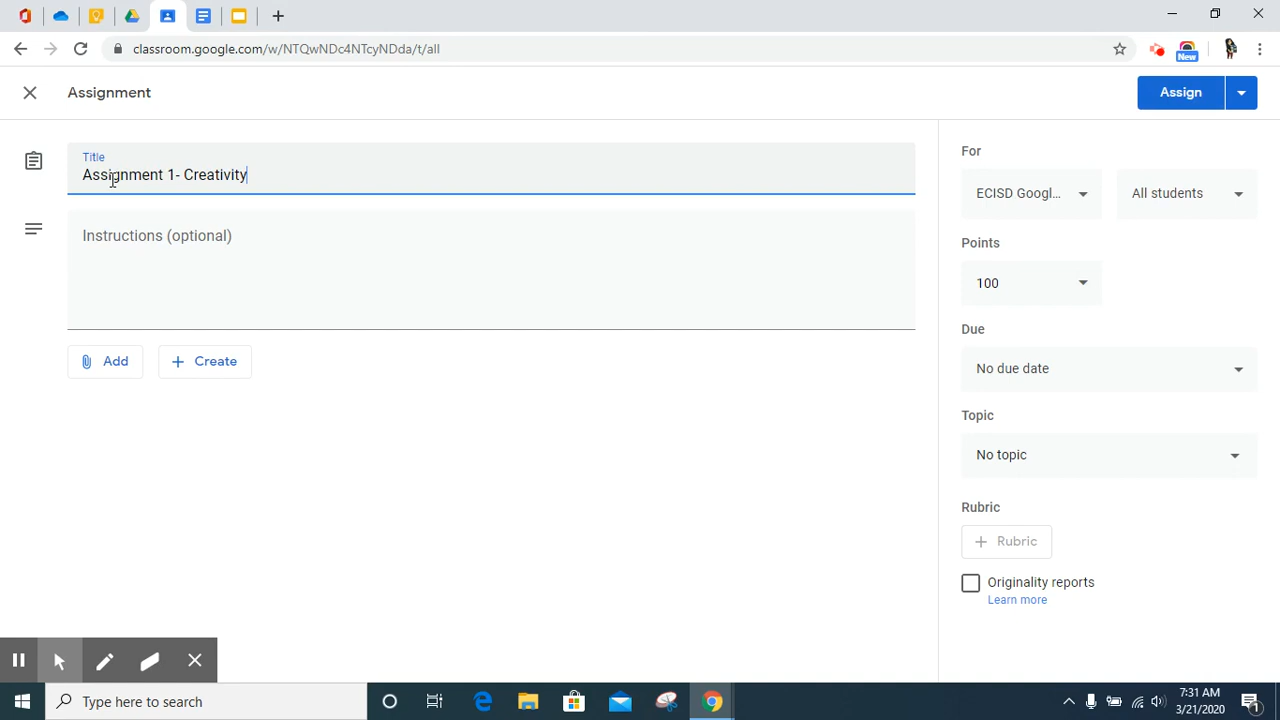 classroom.google.com/w/NTQwNDc4NTcyNDda/t/all
New
Assignment
Assign
Title
Assignment 1- Creativity
Instructions (optional)
Add
Create
For
ECISD Googl...
All students
Points
100
Due
No due date
Topic
No topic
Rubric
Rubric
Originality reports
Learn more
Type here to search
7:31 AM
3/21/2020
1